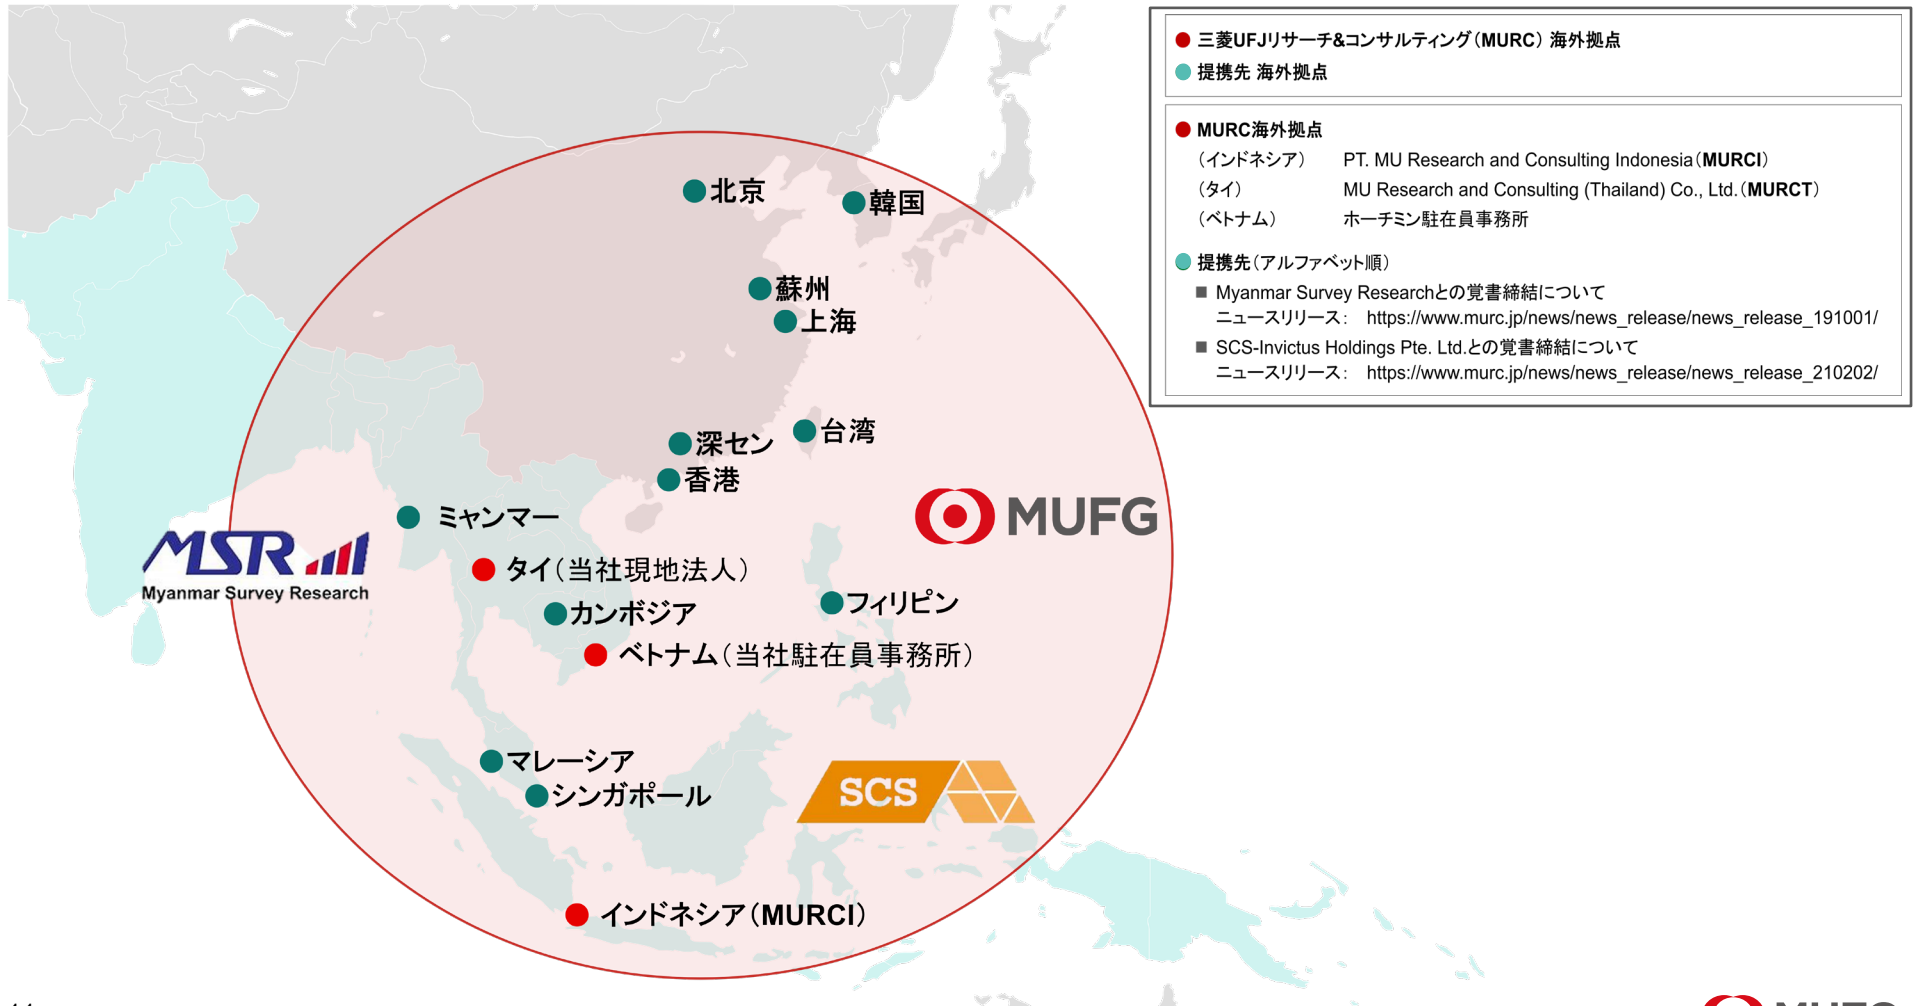 三菱UFJリサーチ&コンサルティング（MURC） 海外拠点
提携先 海外拠点
MURC海外拠点
（インドネシア） PT. MU Research and Consulting Indonesia（MURCI）
（タイ） MU Research and Consulting (Thailand) Co., Ltd.（MURCT）
（ベトナム） ホーチミン駐在員事務所
提携先（アルファベット順）
■ Myanmar Survey Researchとの覚書締結について
ニュースリリース： https://www.murc.jp/news/news_release/news_release_191001/
■ SCS-Invictus Holdings Pte. Ltd.との覚書締結について
ニュースリリース： https://www.murc.jp/news/news_release/news_release_210202/
北京
韓国
蘇州
上海
台湾
深セン
香港
MUFG
ミャンマー
MSR
Myanmar Survey Research
タイ（当社現地法人）
カンボジア
フィリピン
ベトナム（当社駐在員事務所）
マレーシア
シンガポール
SCS
インドネシア（MURCI）